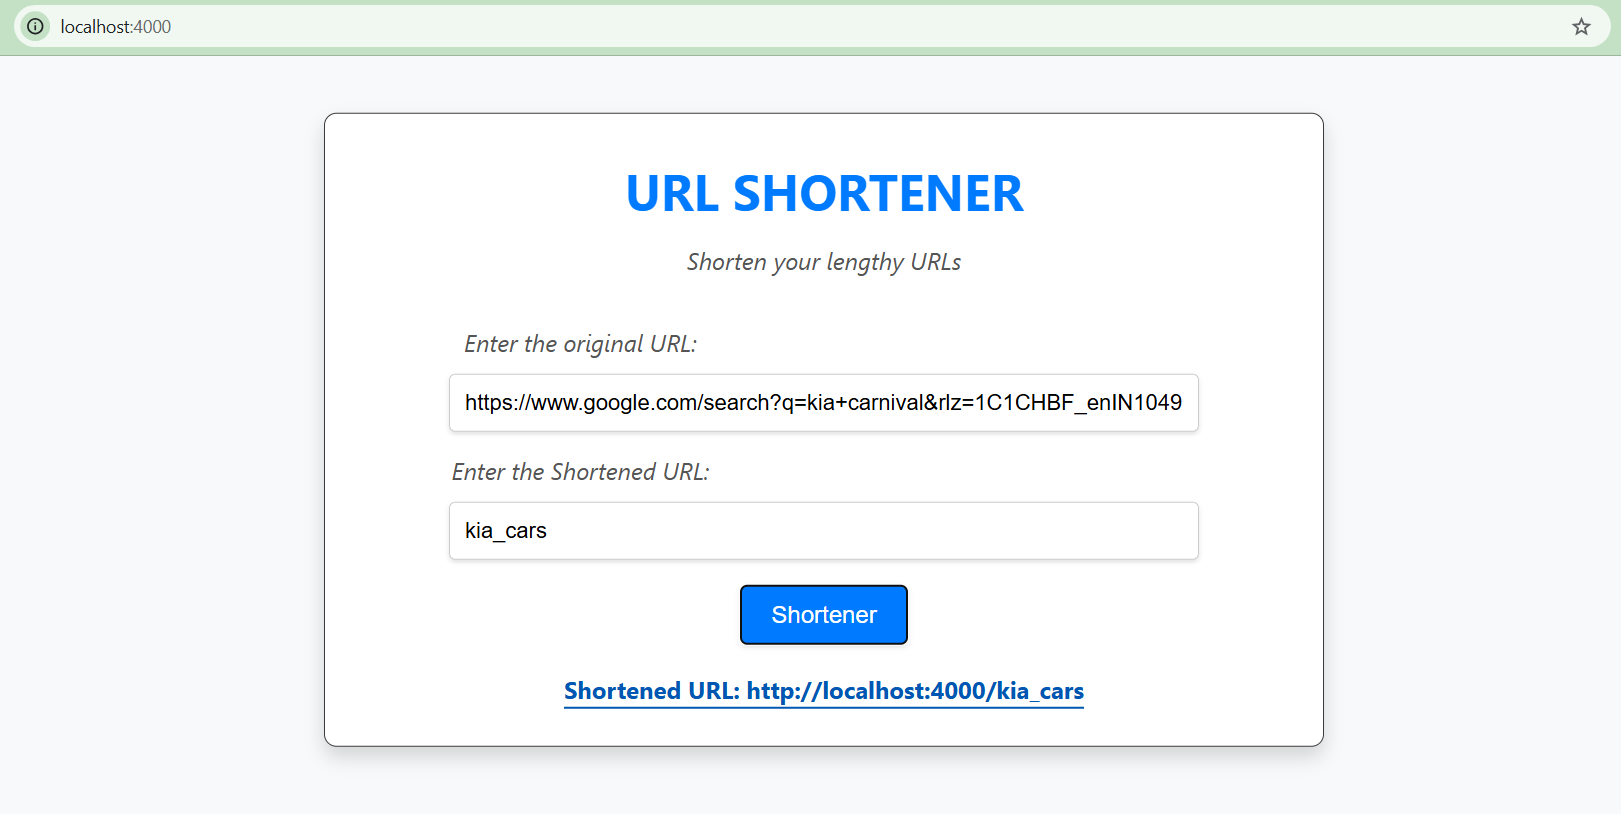 localhost:4000
URL SHORTENER
Shorten your lengthy URLs
Enter the original URL:
https://www.google.com/search?q=kia+carnival&rlz=1C1CHBF_enIN1049
Enter the Shortened URL:
kia_cars
Shortener
Shortened URL: http://localhost:4000/kia_cars